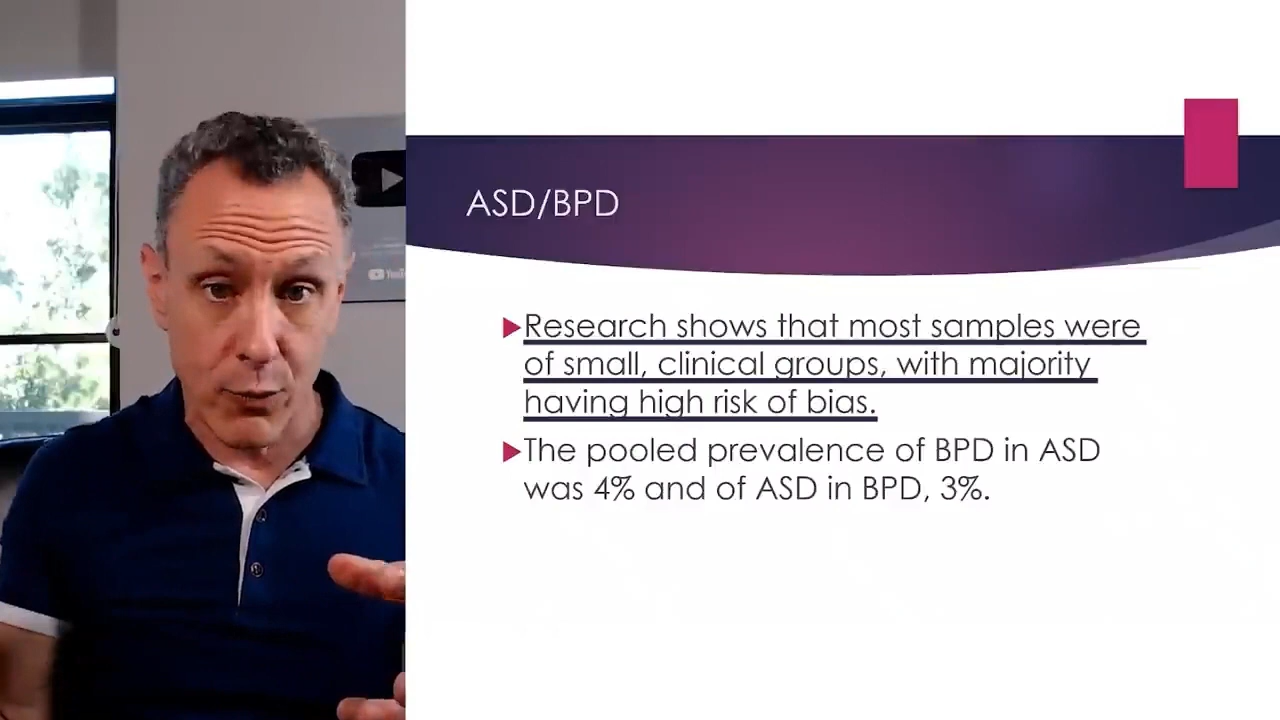 ASD/BPD
Research shows that most samples were
of small, clinical groups, with majority
having high risk of bias.
The pooled prevalence of BPD in ASD
was 4% and of ASD in BPD, 3%.